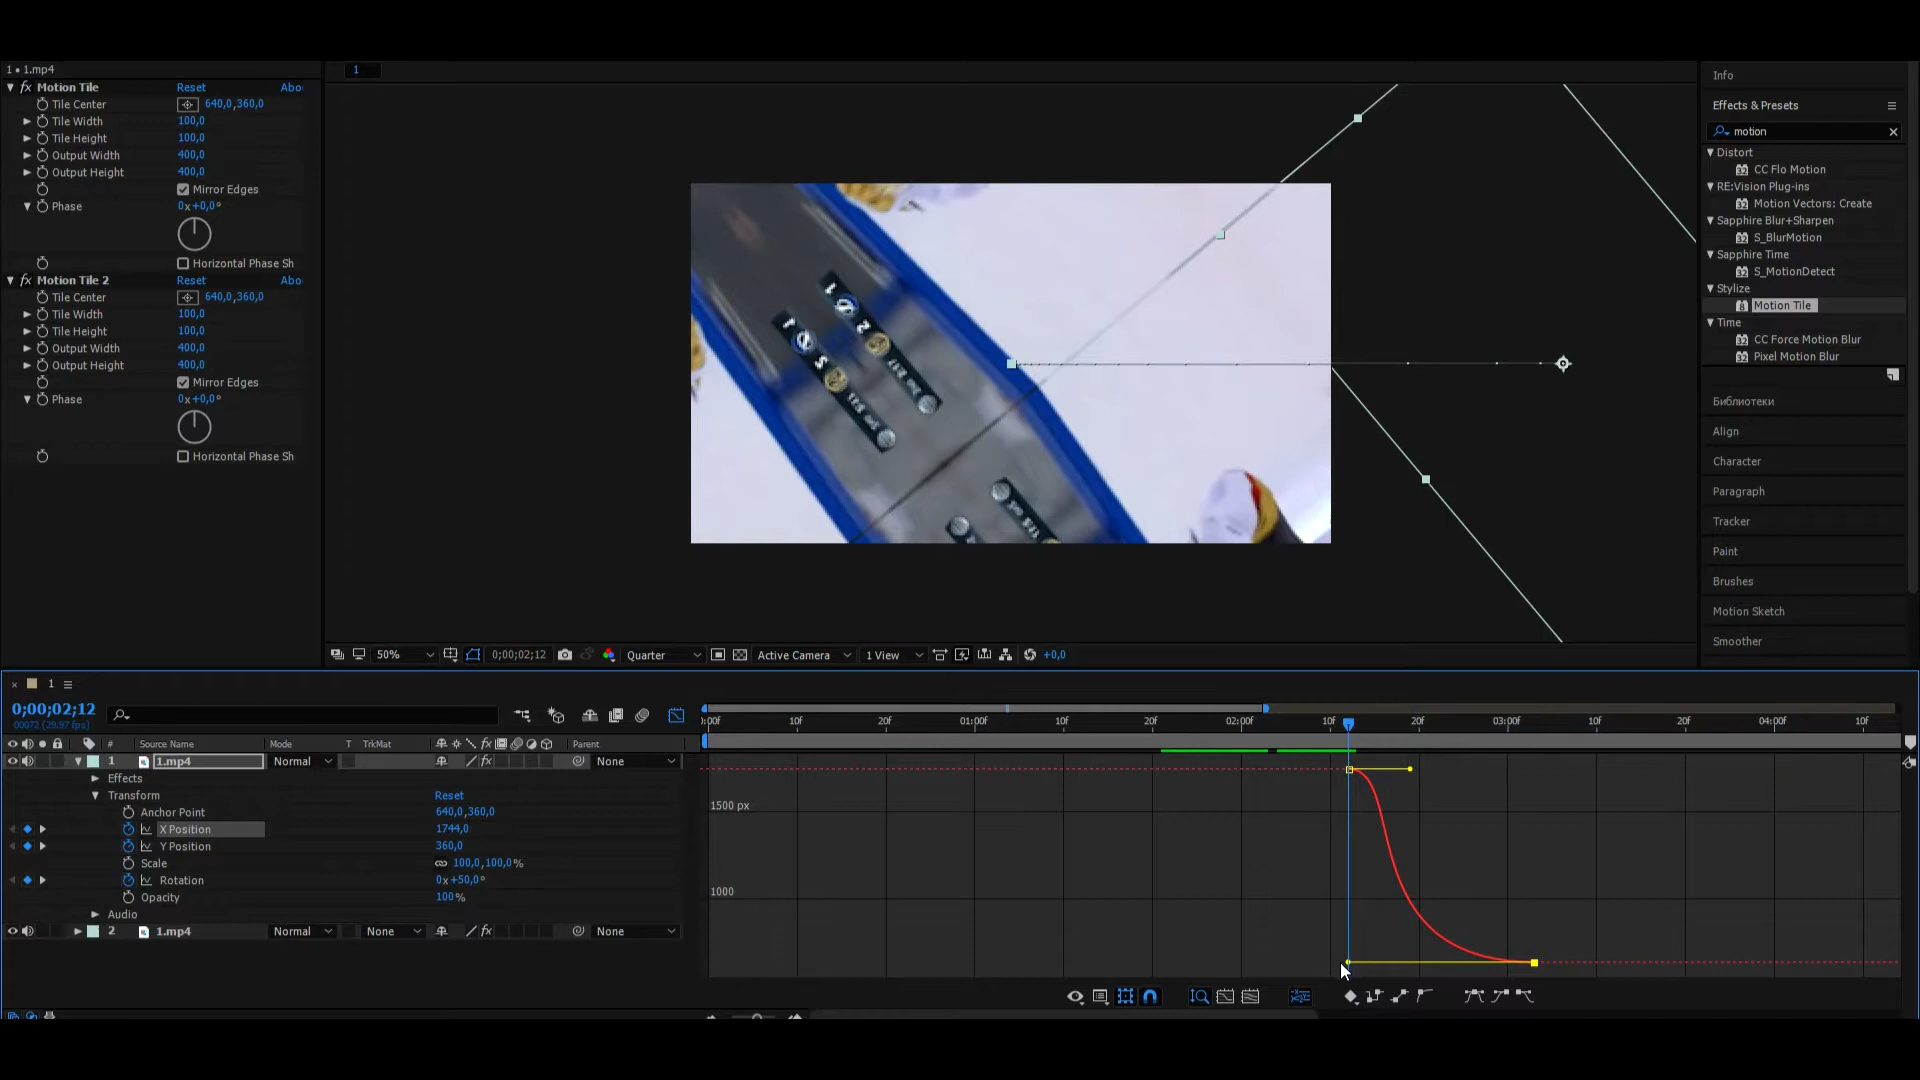 1 • 1.mp4
1
fx Motion Tile Reset Abo
Tile Center 640,0,360,0
Tile Width 100,0
Tile Height 100,0
Output Width 400,0
Output Height 400,0
Mirror Edges
Phase 0x+0,0°
Horizontal Phase Sh
fx Motion Tile 2 Reset Abo
Tile Center 640,0,360,0
Tile Width 100,0
Tile Height 100,0
Output Width 400,0
Output Height 400,0
Mirror Edges
Phase 0x+0,0°
Horizontal Phase Sh
Info
Effects & Presets
motion
Distort
CC Flo Motion
RE:Vision Plug-ins
Motion Vectors: Create
Sapphire Blur+Sharpen
S_BlurMotion
Sapphire Time
S_MotionDetect
Stylize
Motion Tile
Time
CC Force Motion Blur
Pixel Motion Blur
Библиотеки
Align
Character
Paragraph
Tracker
Paint
Brushes
Motion Sketch
Smoother
50% 0;00;02;12 Quarter Active Camera 1 View +0,0
1
0;00;02;12
00072 (29.97 fps)
:00f 10f 20f 01:00f 10f 20f 02:00f 10f 20f 03:00f 10f 20f 04:00f 10f
# Source Name Mode T TrkMat fx Parent
1 1.mp4 Normal fx None
Effects
Transform Reset
Anchor Point 640,0,360,0
X Position 1744,0
Y Position 360,0
Scale 100,0,100,0%
Rotation 0x+50,0°
Opacity 100%
Audio
2 1.mp4 Normal None fx None
1500 px
1000